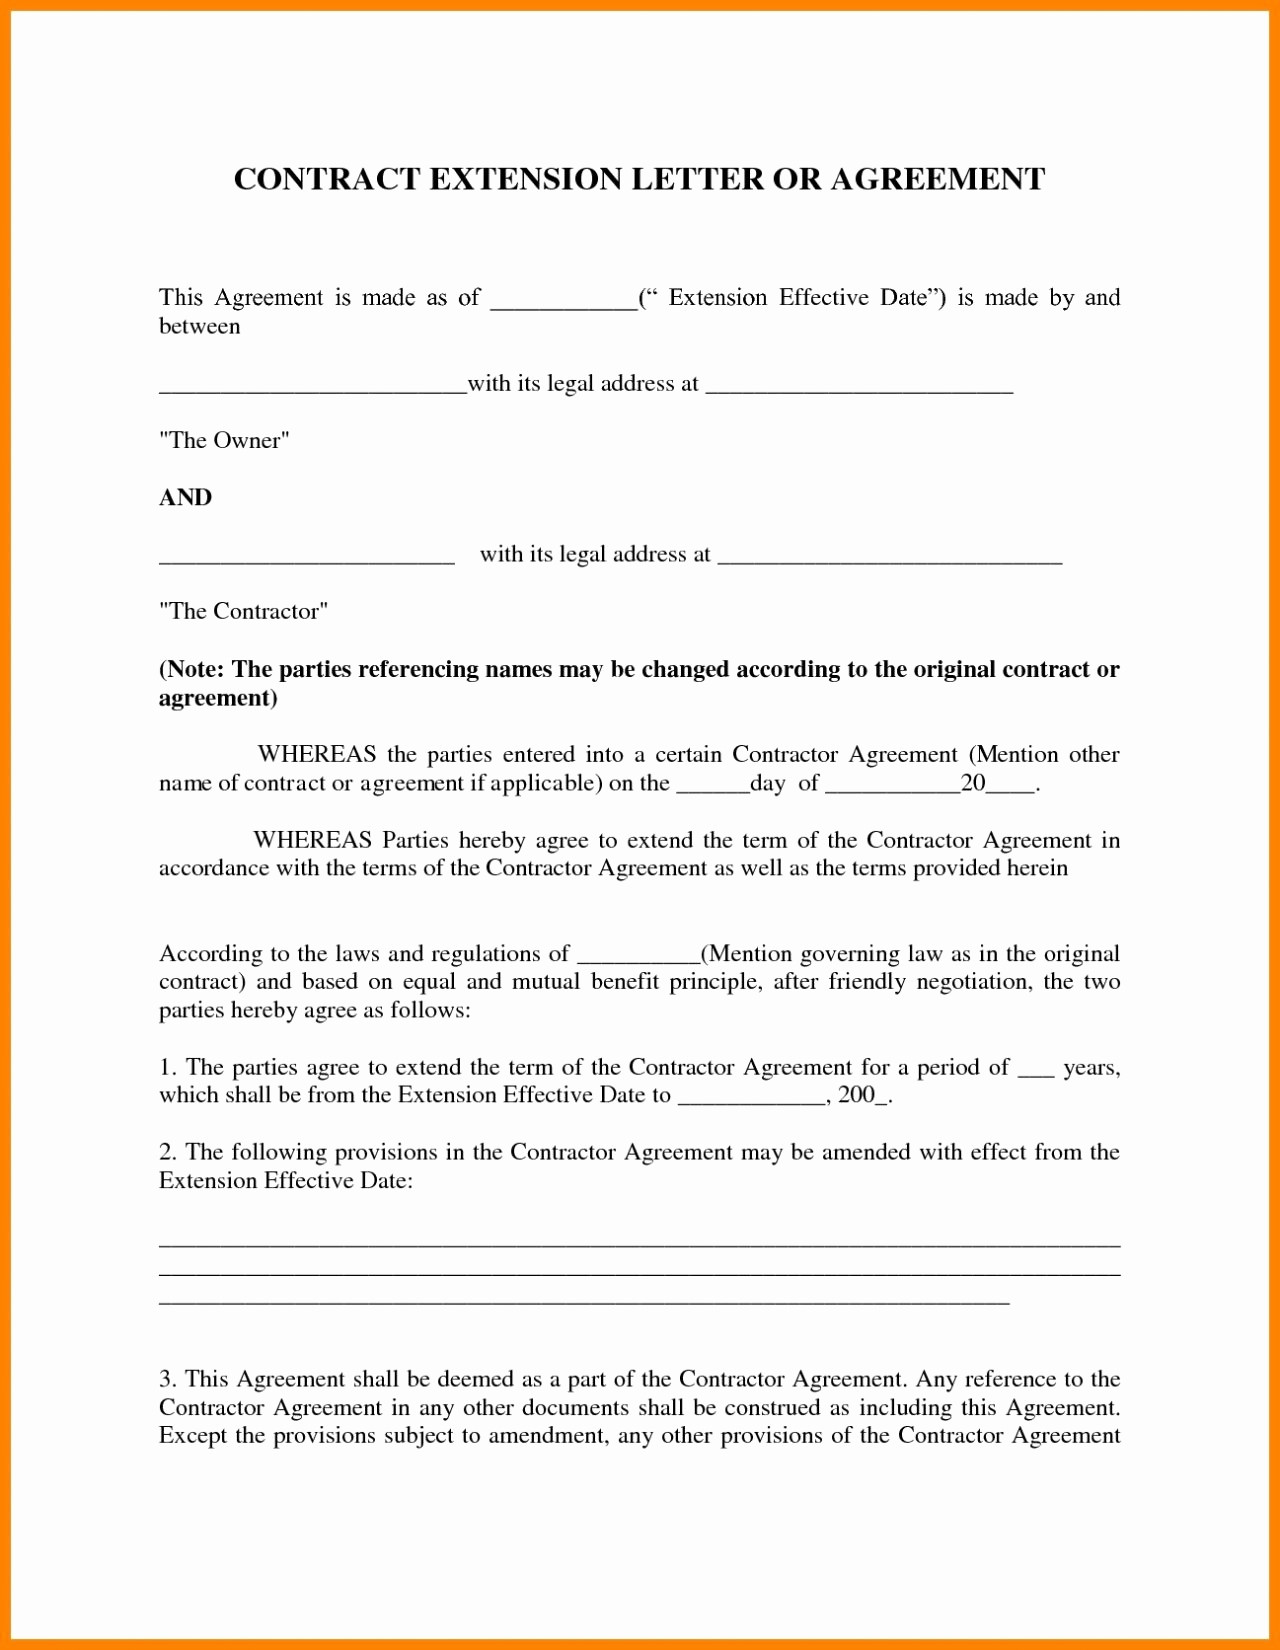 CONTRACT EXTENSION LETTER OR AGREEMENT
This Agreement is made as of ____________(“ Extension Effective Date”) is made by and
between
_________________________with its legal address at _________________________
"The Owner"
AND
________________________ with its legal address at ____________________________
"The Contractor"
(Note: The parties referencing names may be changed according to the original contract or
agreement)
WHEREAS the parties entered into a certain Contractor Agreement (Mention other
name of contract or agreement if applicable) on the ______day of ___________20____.
WHEREAS Parties hereby agree to extend the term of the Contractor Agreement in
accordance with the terms of the Contractor Agreement as well as the terms provided herein
According to the laws and regulations of __________(Mention governing law as in the original
contract) and based on equal and mutual benefit principle, after friendly negotiation, the two
parties hereby agree as follows:
1. The parties agree to extend the term of the Contractor Agreement for a period of ___ years,
which shall be from the Extension Effective Date to ____________, 200_.
2. The following provisions in the Contractor Agreement may be amended with effect from the
Extension Effective Date:
______________________________________________________________________________
______________________________________________________________________________
_____________________________________________________________________
3. This Agreement shall be deemed as a part of the Contractor Agreement. Any reference to the
Contractor Agreement in any other documents shall be construed as including this Agreement.
Except the provisions subject to amendment, any other provisions of the Contractor Agreement